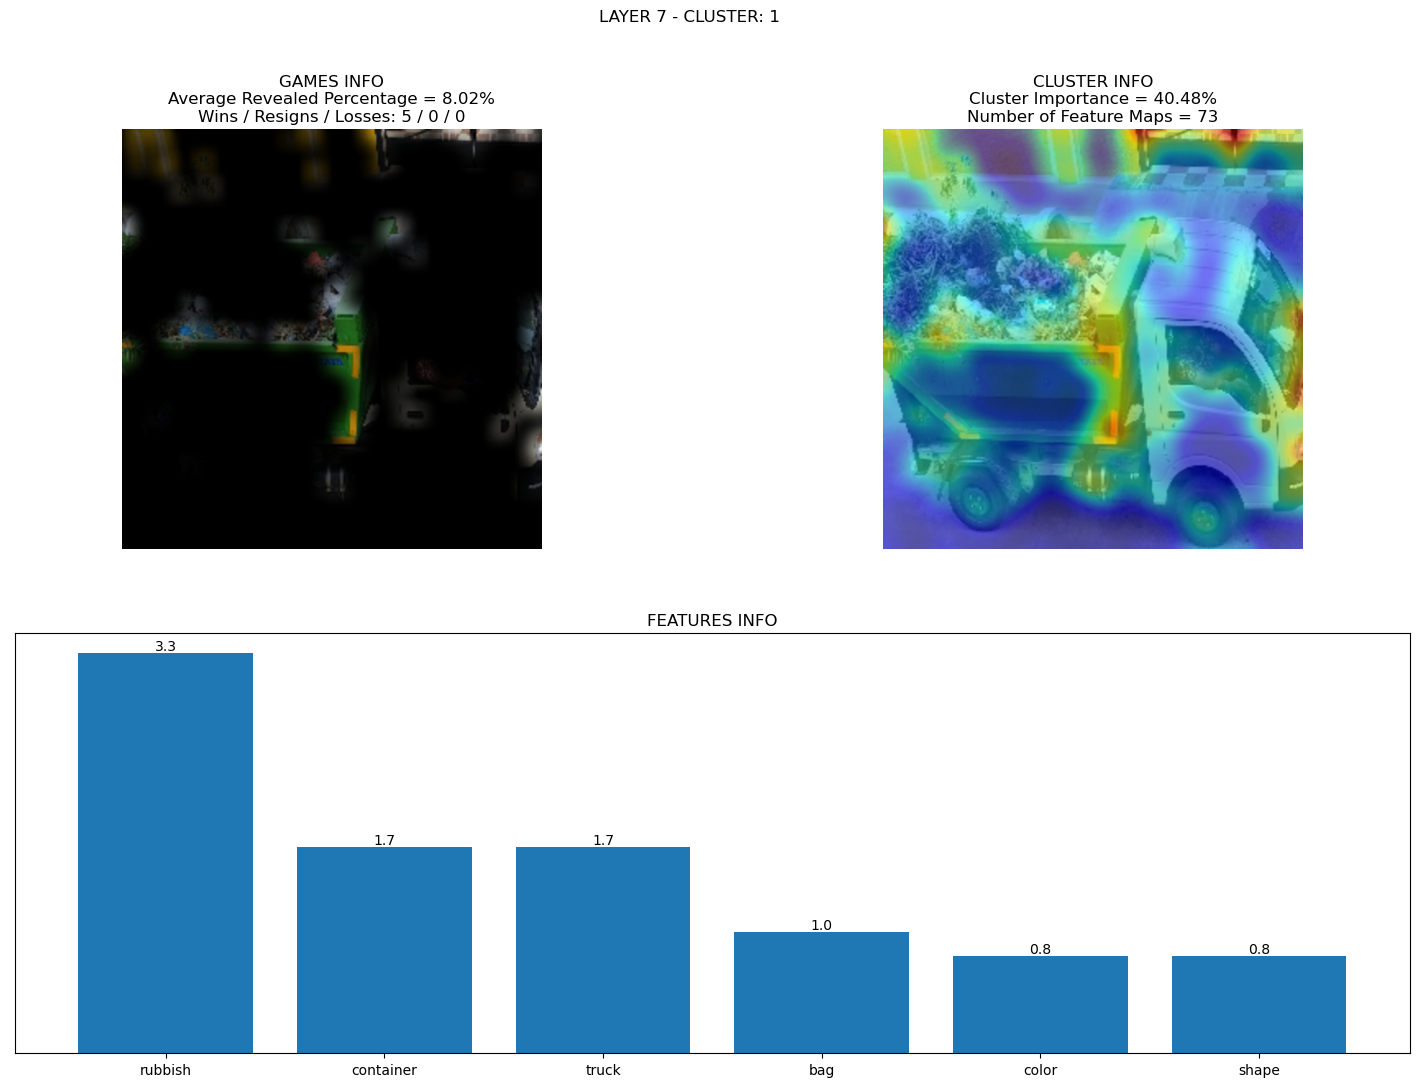 LAYER 7 - CLUSTER: 1
GAMES INFO
Average Revealed Percentage = 8.02%
Wins / Resigns / Losses: 5 / 0 / 0
CLUSTER INFO
Cluster Importance = 40.48%
Number of Feature Maps = 73
FEATURES INFO
3.3
1.7
1.7
1.0
0.8
0.8
rubbish
container
truck
bag
color
shape